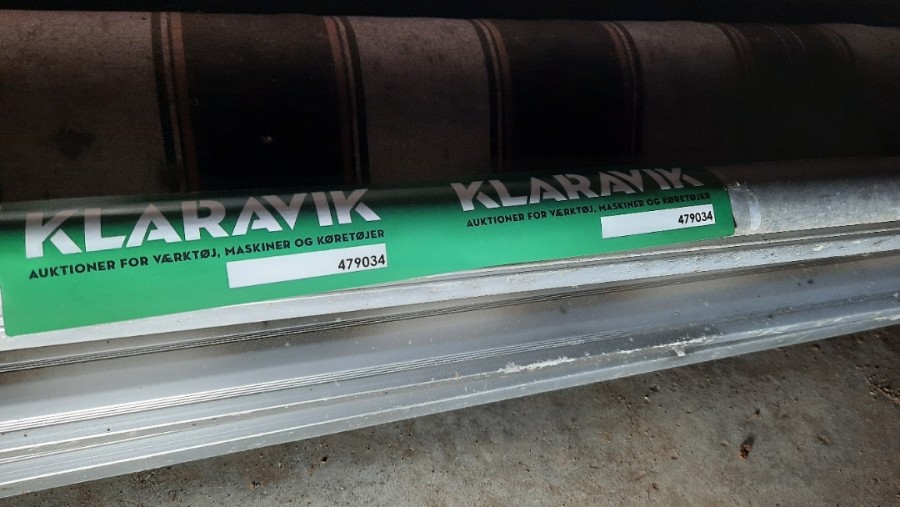 KLARAVIK
AUKTIONER FOR VÆRKTØJ, MASKINER OG KØRETØJER
479034
KLARAVIK
AUKTIONER FOR VÆRKTØJ, MASKINER OG KØRETØJER
479034